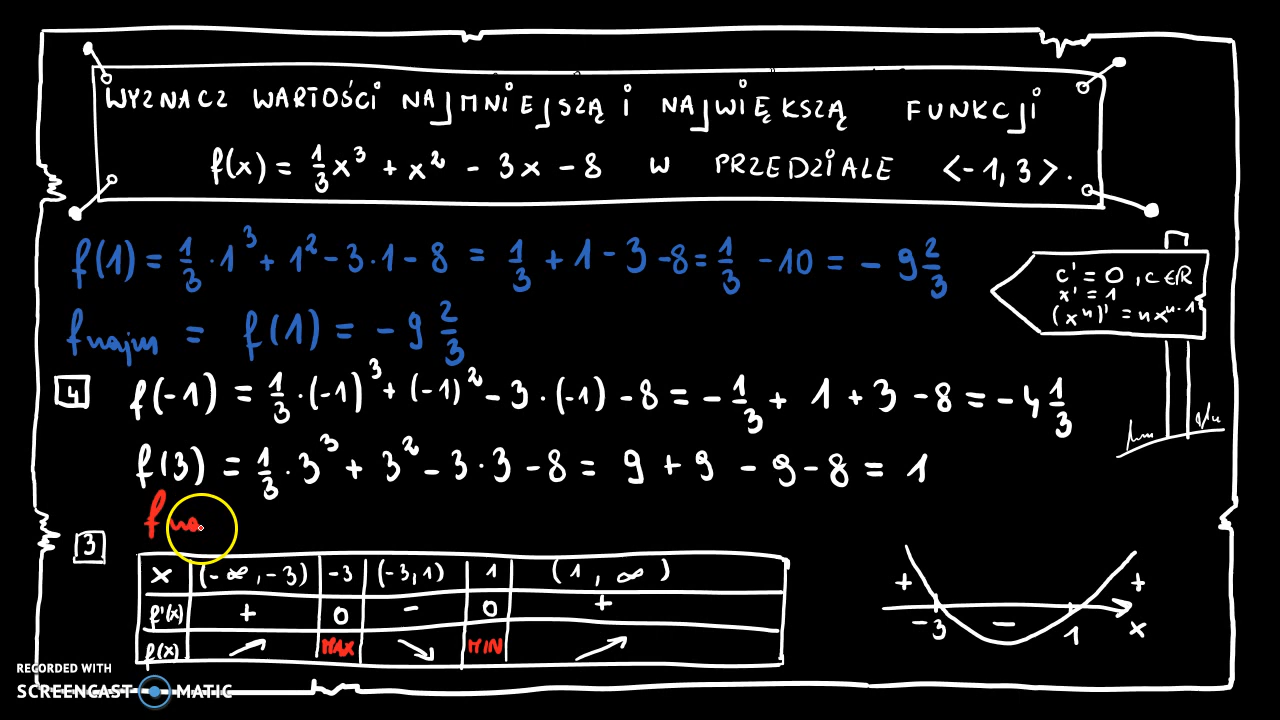 WYZNACZ WARTOŚCI NAJMNIEJSZĄ I NAJWIĘKSZĄ FUNKCJI
f(x) = 1/3x³ + x² - 3x - 8 W PRZEDZIALE <-1, 3>.
f(1) = 1/3 · 1³ + 1² - 3 · 1 - 8 = 1/3 + 1 - 3 - 8 = 1/3 - 10 = - 9 2/3
c' = 0, c ∈ R
x' = 1
(xⁿ)' = nxⁿ⁻¹
f najm = f(1) = - 9 2/3
4 f(-1) = 1/3 · (-1)³ + (-1)² - 3 · (-1) - 8 = - 1/3 + 1 + 3 - 8 = - 4 1/3
f(3) = 1/3 · 3³ + 3² - 3 · 3 - 8 = 9 + 9 - 9 - 8 = 1
f na
3
x (-∞, -3) -3 (-3, 1) 1 (1, ∞)
f'(x) + 0 - 0 +
f(x) ↗ MAX ↘ MIN ↗
+ - +
-3 1 x
RECORDED WITH
SCREENCAST-O-MATIC